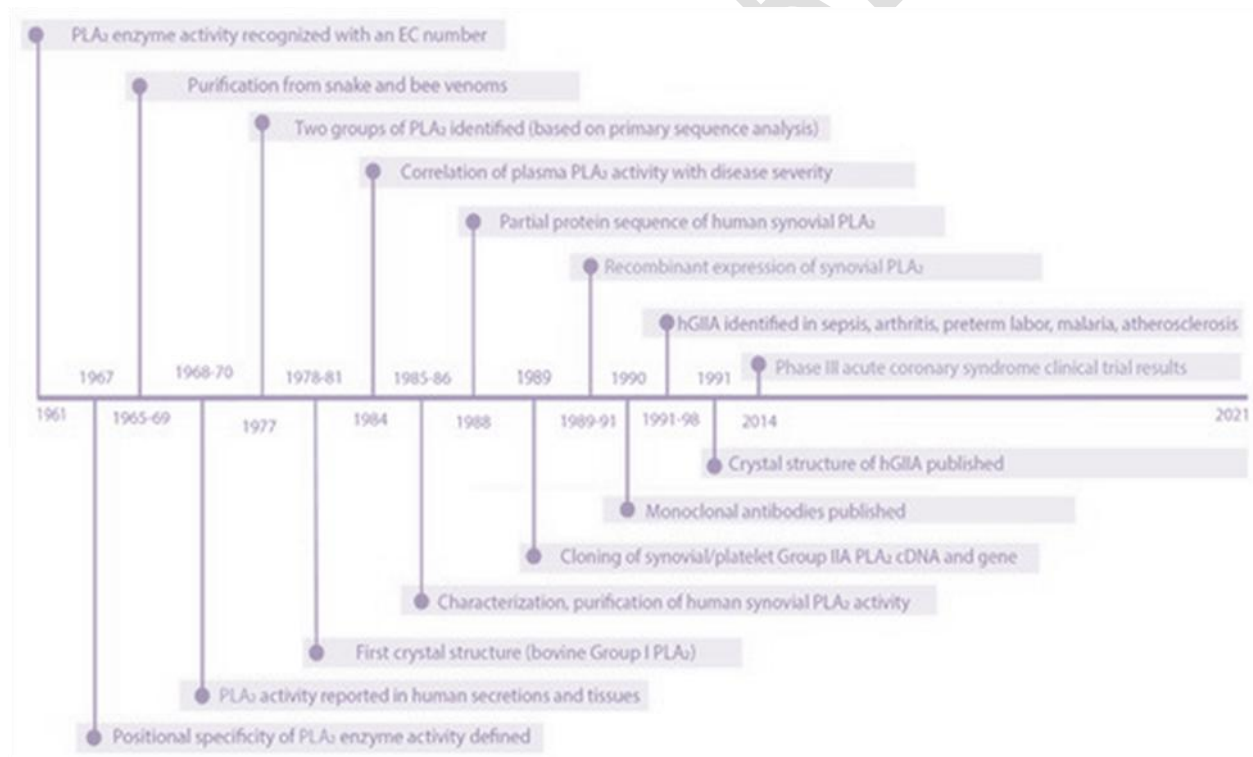 PLA₂ enzyme activity recognized with an EC number
Purification from snake and bee venoms
Two groups of PLA₂ identified (based on primary sequence analysis)
Correlation of plasma PLA₂ activity with disease severity
Partial protein sequence of human synovial PLA₂
Recombinant expression of synovial PLA₂
hGIIA identified in sepsis, arthritis, preterm labor, malaria, atherosclerosis
Phase III acute coronary syndrome clinical trial results
1967 1968-70 1978-81 1985-86 1989 1990 1991
1961 1965-69 1977 1984 1988 1989-91 1991-98 2014 2021
Crystal structure of hGIIA published
Monoclonal antibodies published
Cloning of synovial/platelet Group IIA PLA₂ cDNA and gene
Characterization, purification of human synovial PLA₂ activity
First crystal structure (bovine Group I PLA₂)
PLA₂ activity reported in human secretions and tissues
Positional specificity of PLA₂ enzyme activity defined